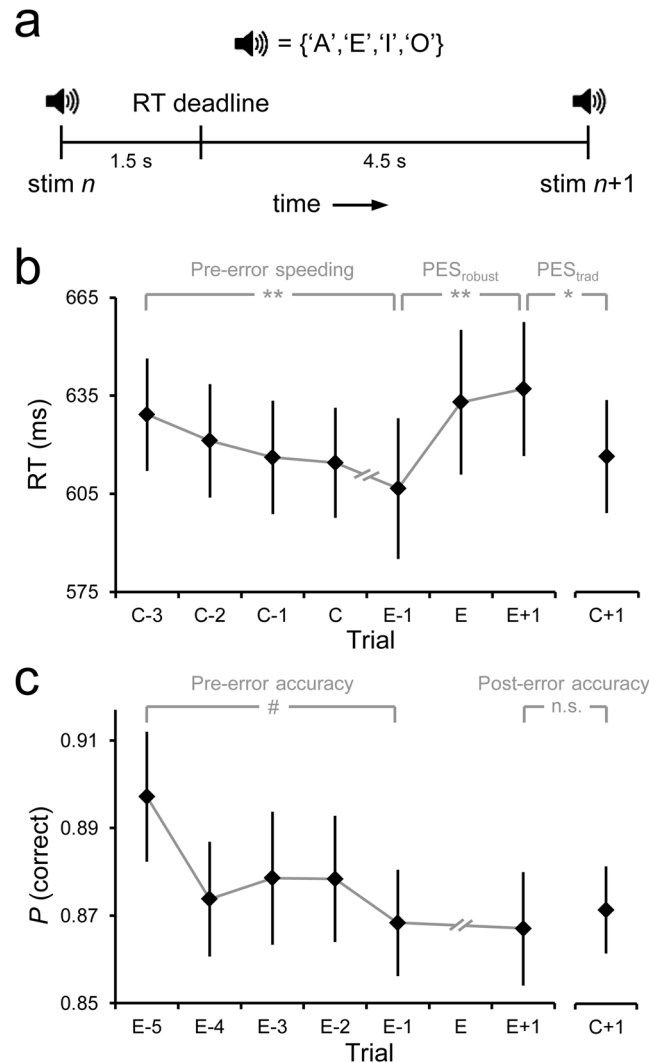 a
= {‘A’,‘E’,‘I’,‘O’}
RT deadline
1.5 s
4.5 s
stim n
stim n+1
time
b
Pre-error speeding
PESrobust
PEStrad
**
**
*
665
635
605
575
RT (ms)
C-3 C-2 C-1 C E-1 E E+1 C+1
Trial
c
Pre-error accuracy
Post-error accuracy
#
n.s.
0.91
0.89
0.87
0.85
P (correct)
E-5 E-4 E-3 E-2 E-1 E E+1 C+1
Trial